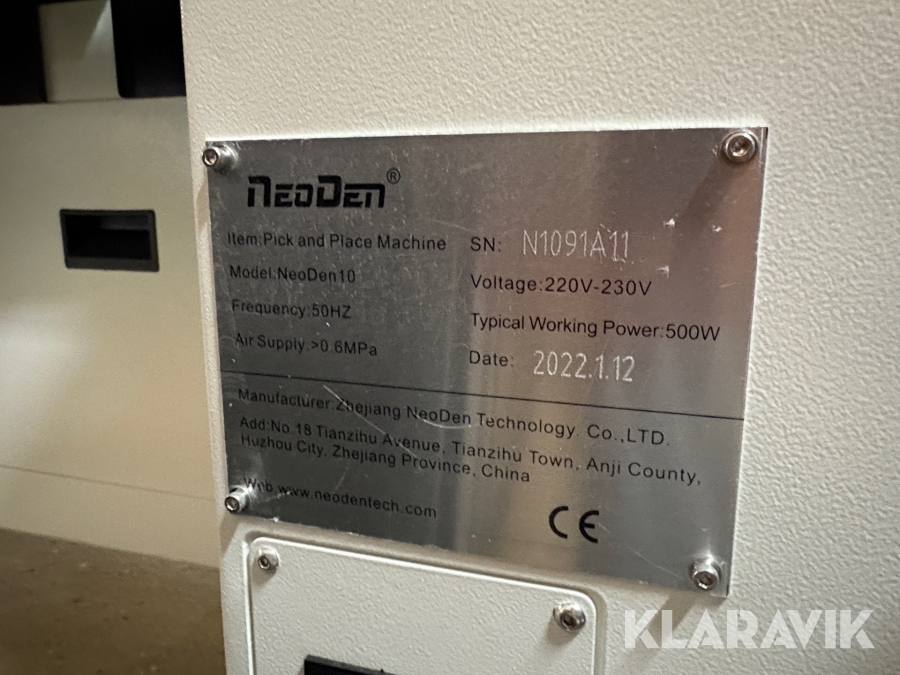 NEODEN®
Item:Pick and Place Machine
SN: N1091A11
Model:NeoDen10
Voltage:220V-230V
Frequency:50HZ
Typical Working Power:500W
Air Supply:>0.6MPa
Date: 2022.1.12
Manufacturer:Zhejiang NeoDen Technology. Co.,LTD.
Add:No.18 Tianzihu Avenue, Tianzihu Town, Anji County,
Huzhou City, Zhejiang Province, China
Web:www.neodentech.com
CE
KLARAVIK